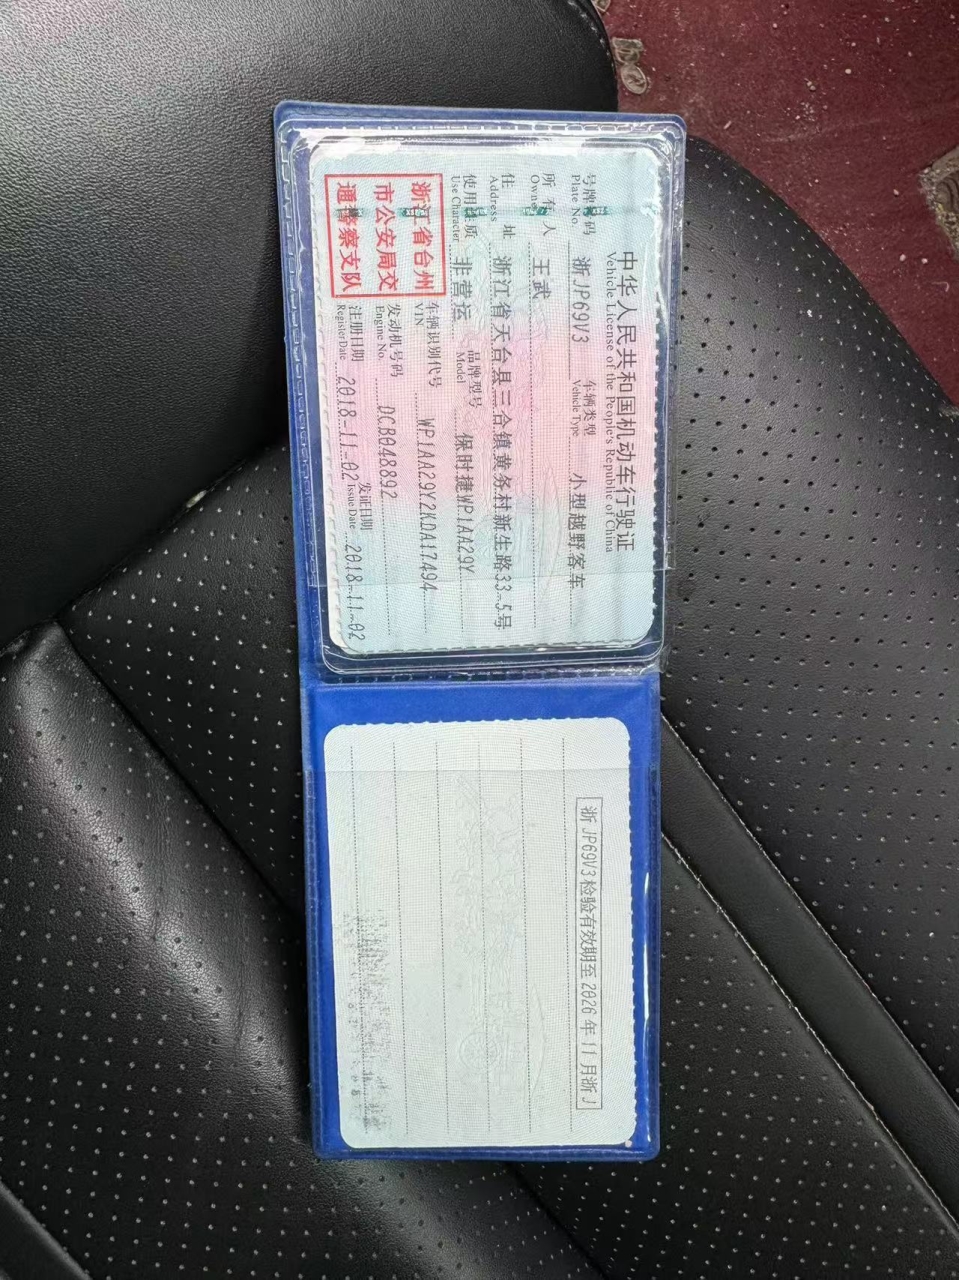 中华人民共和国机动车行驶证
Vehicle License of the People's Republic of China
号牌号码 浙JP69V3 车辆类型 小型越野客车
Plate No. Vehicle Type
所有人 王武
Owner
住址 浙江省天台县三合镇黄务村新生路33-5号
Address
使用性质 非营运 品牌型号 保时捷WP1AA29Y
Use Character Model
浙江省台州
市公安局交
通警察支队
车辆识别代号 WP1AA29Y2KDA17494
VIN
发动机号码 DCB048892
Engine No.
注册日期 2018-11-02 发证日期 2018-11-02
Register Date Issue Date
浙JP69V3检验有效期至2026年11月浙J